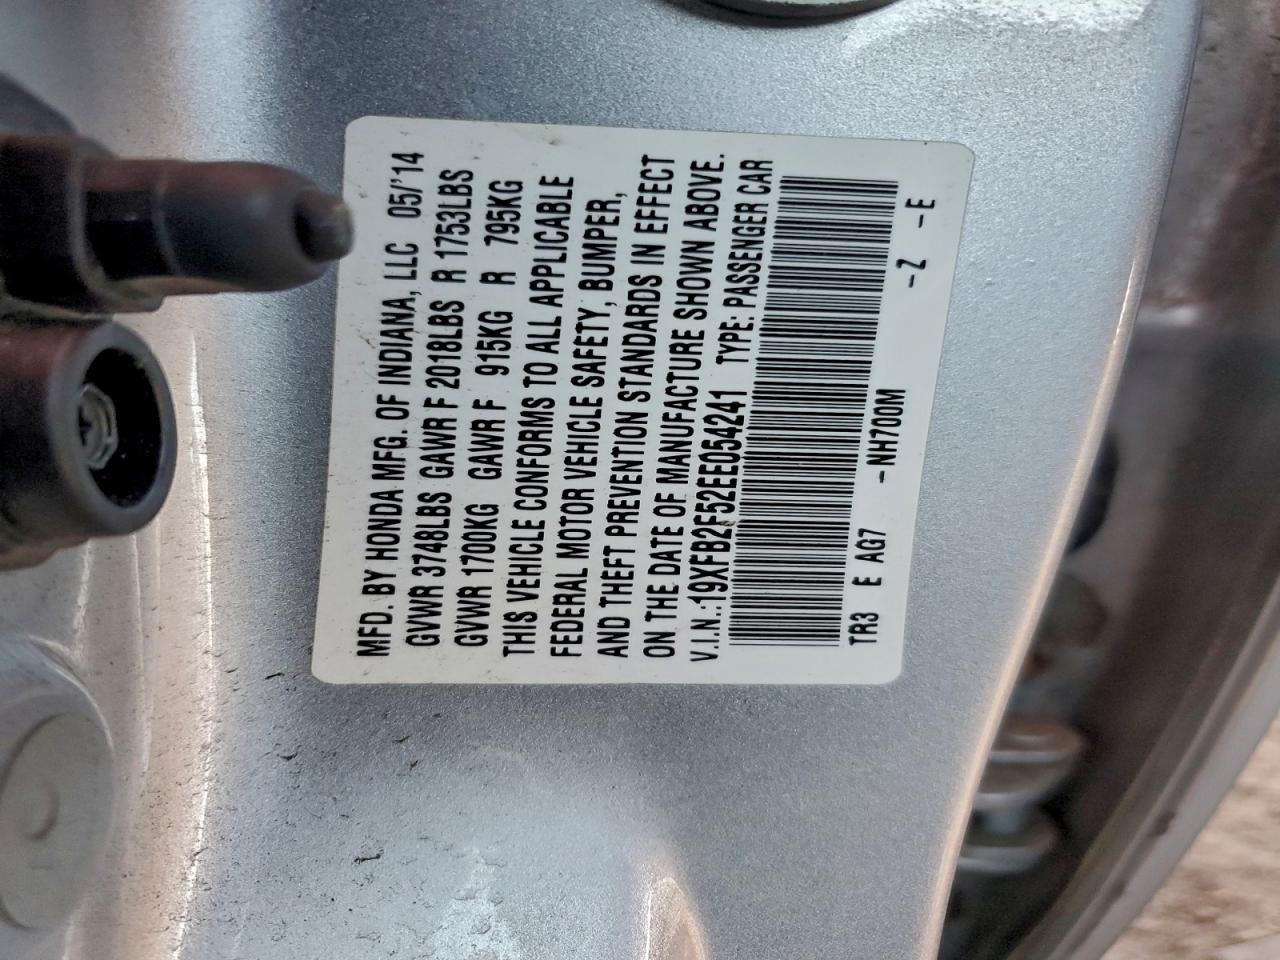 MFD. BY HONDA MFG. OF INDIANA, LLC 05/'14
GVWR 3748LBS GAWR F 2018LBS R 1753LBS
GVWR 1700KG GAWR F 915KG R 795KG
THIS VEHICLE CONFORMS TO ALL APPLICABLE
FEDERAL MOTOR VEHICLE SAFETY, BUMPER,
AND THEFT PREVENTION STANDARDS IN EFFECT
ON THE DATE OF MANUFACTURE SHOWN ABOVE.
V.I.N.:19XFB2F52EE054241 TYPE: PASSENGER CAR
TR3 E AG7 -NH700M -Z -E